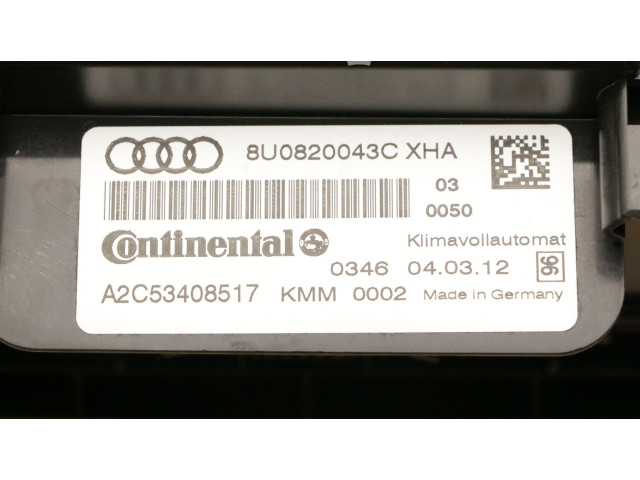 8U0820043C XHA
03
0050
Continental
Klimavollautomat
0346 04.03.12 96
A2C53408517 KMM 0002 Made in Germany